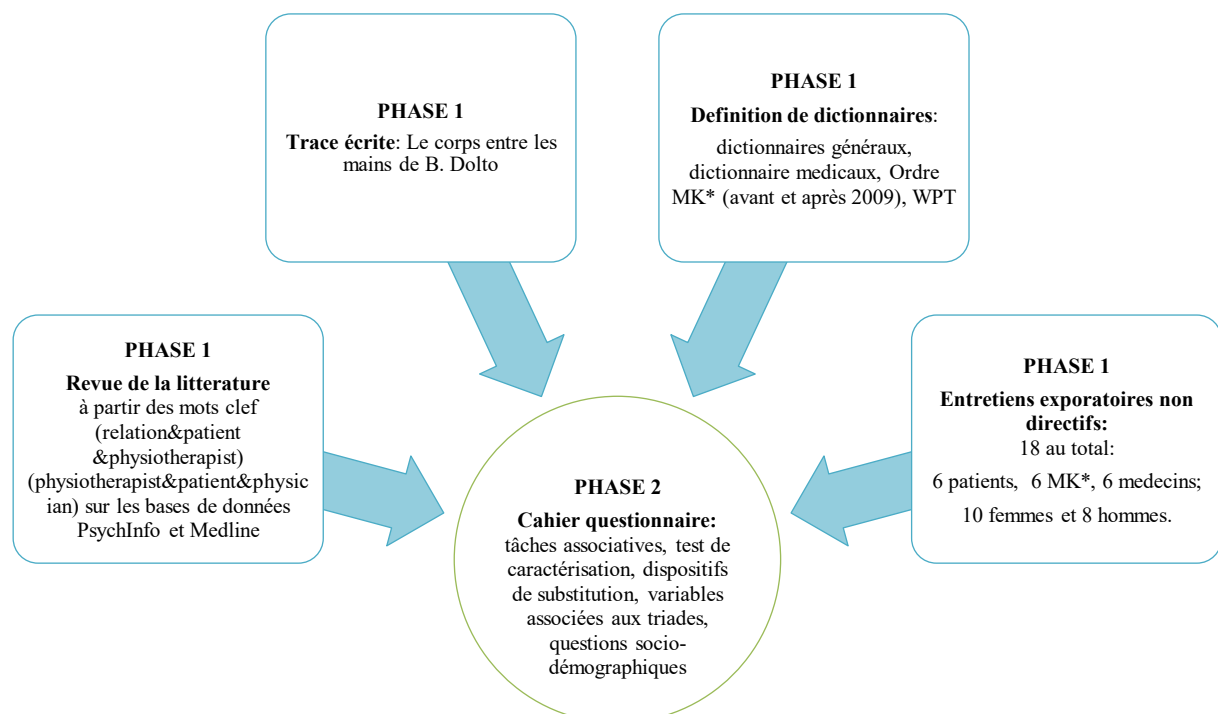 PHASE 1
Trace écrite: Le corps entre les
mains de B. Dolto
PHASE 1
Definition de dictionnaires:
dictionnaires généraux,
dictionnaire medicaux, Ordre
MK* (avant et après 2009), WPT
PHASE 1
Revue de la litterature
à partir des mots clef
(relation&patient
&physiotherapist)
(physiotherapist&patient&physic
ian) sur les bases de données
PsychInfo et Medline
PHASE 1
Entretiens exporatoires non
directifs:
18 au total:
6 patients, 6 MK*, 6 medecins;
10 femmes et 8 hommes.
PHASE 2
Cahier questionnaire:
tâches associatives, test de
caractérisation, dispositifs
de substitution, variables
associées aux triades,
questions socio-
démographiques